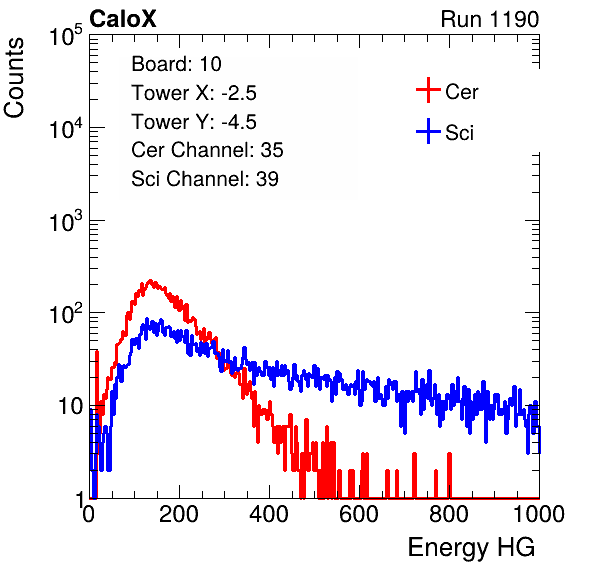 CaloX Run 1190
Counts
Board: 10
Tower X: -2.5
Tower Y: -4.5
Cer Channel: 35
Sci Channel: 39
Cer
Sci
10^5
10^4
10^3
10^2
10
1
0 200 400 600 800 1000
Energy HG